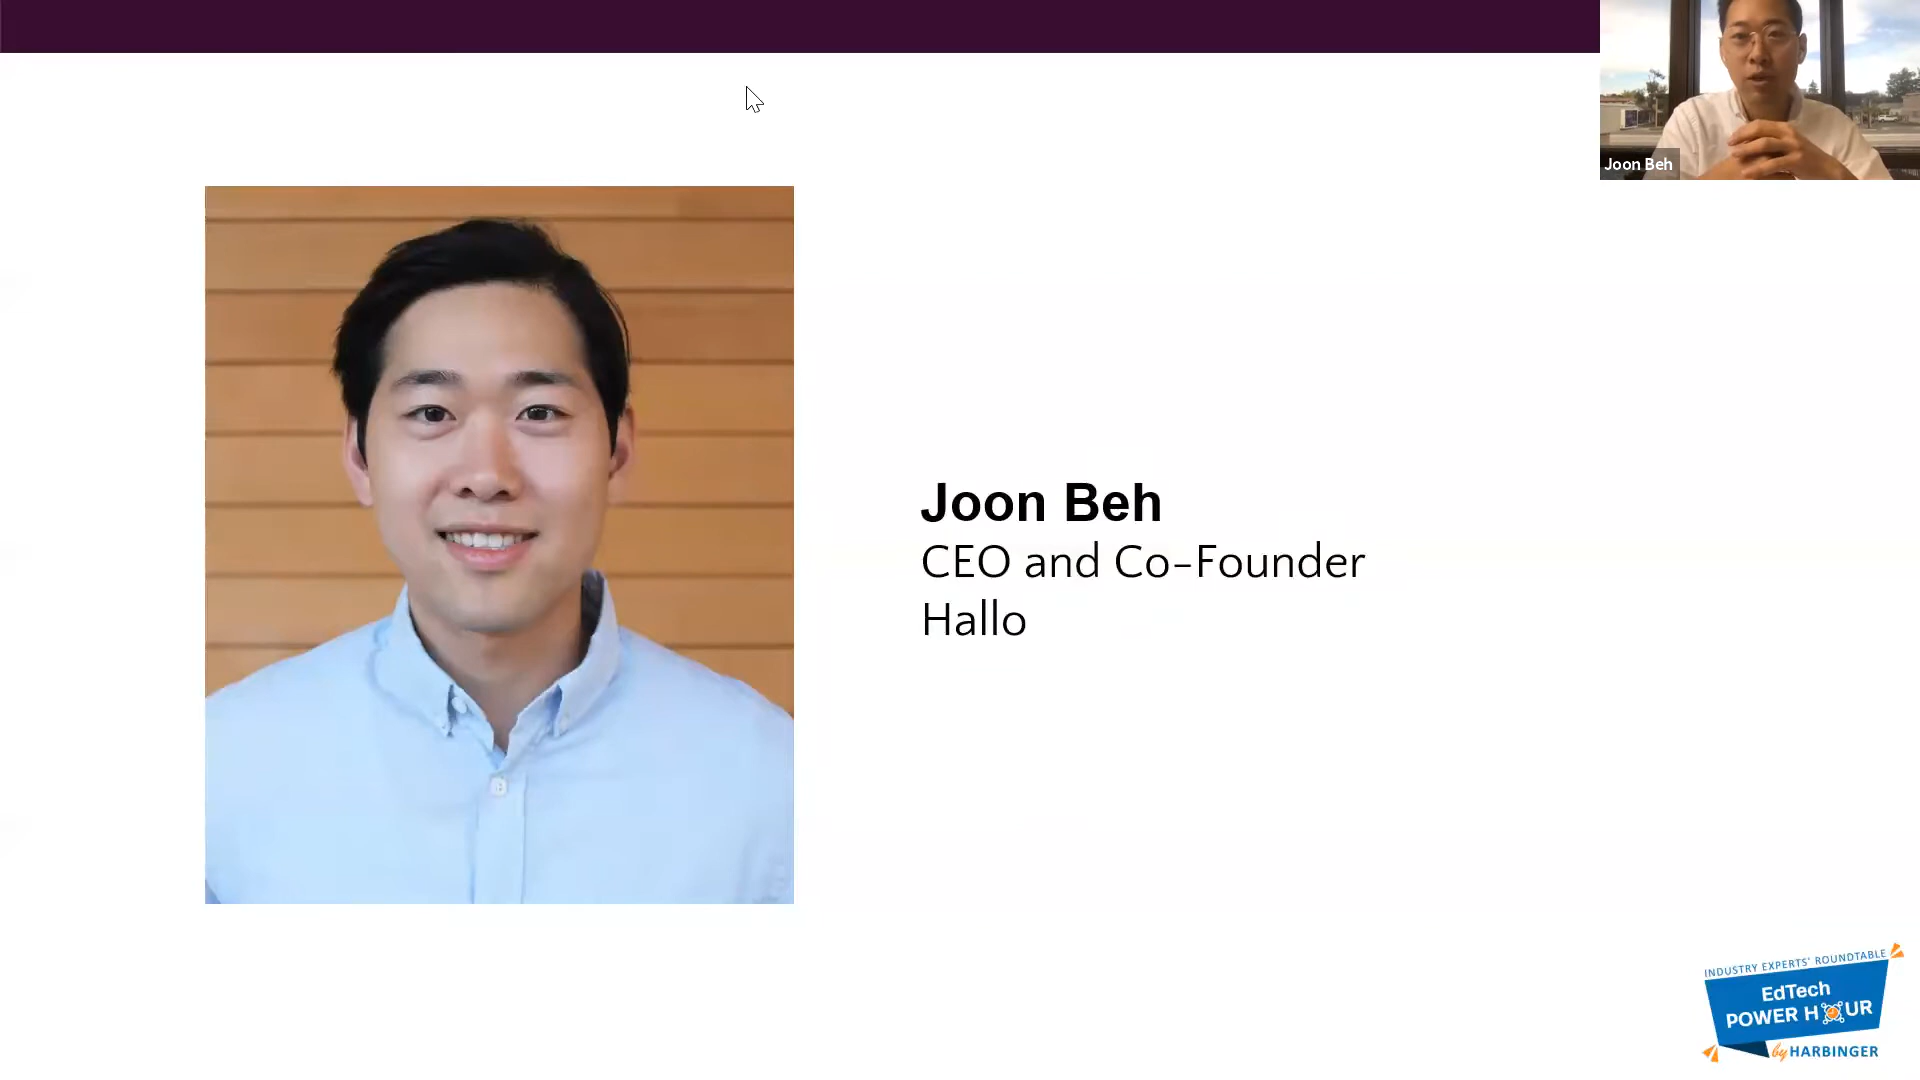 Joon Beh
Joon Beh
CEO and Co-Founder
Hallo
INDUSTRY EXPERTS' ROUNDTABLE
EdTech
POWER HOUR
by HARBINGER